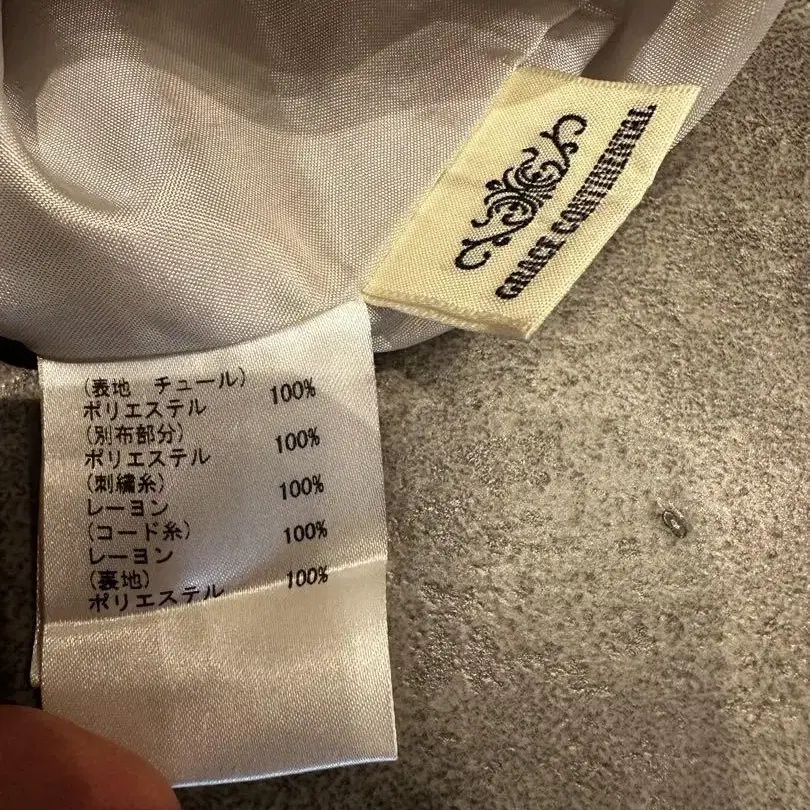 GRACE CONTINENTAL
(表地 チュール)
ポリエステル 100%
(別布部分)
ポリエステル 100%
(刺繍糸)
レーヨン 100%
(コード糸)
レーヨン 100%
(裏地)
ポリエステル 100%